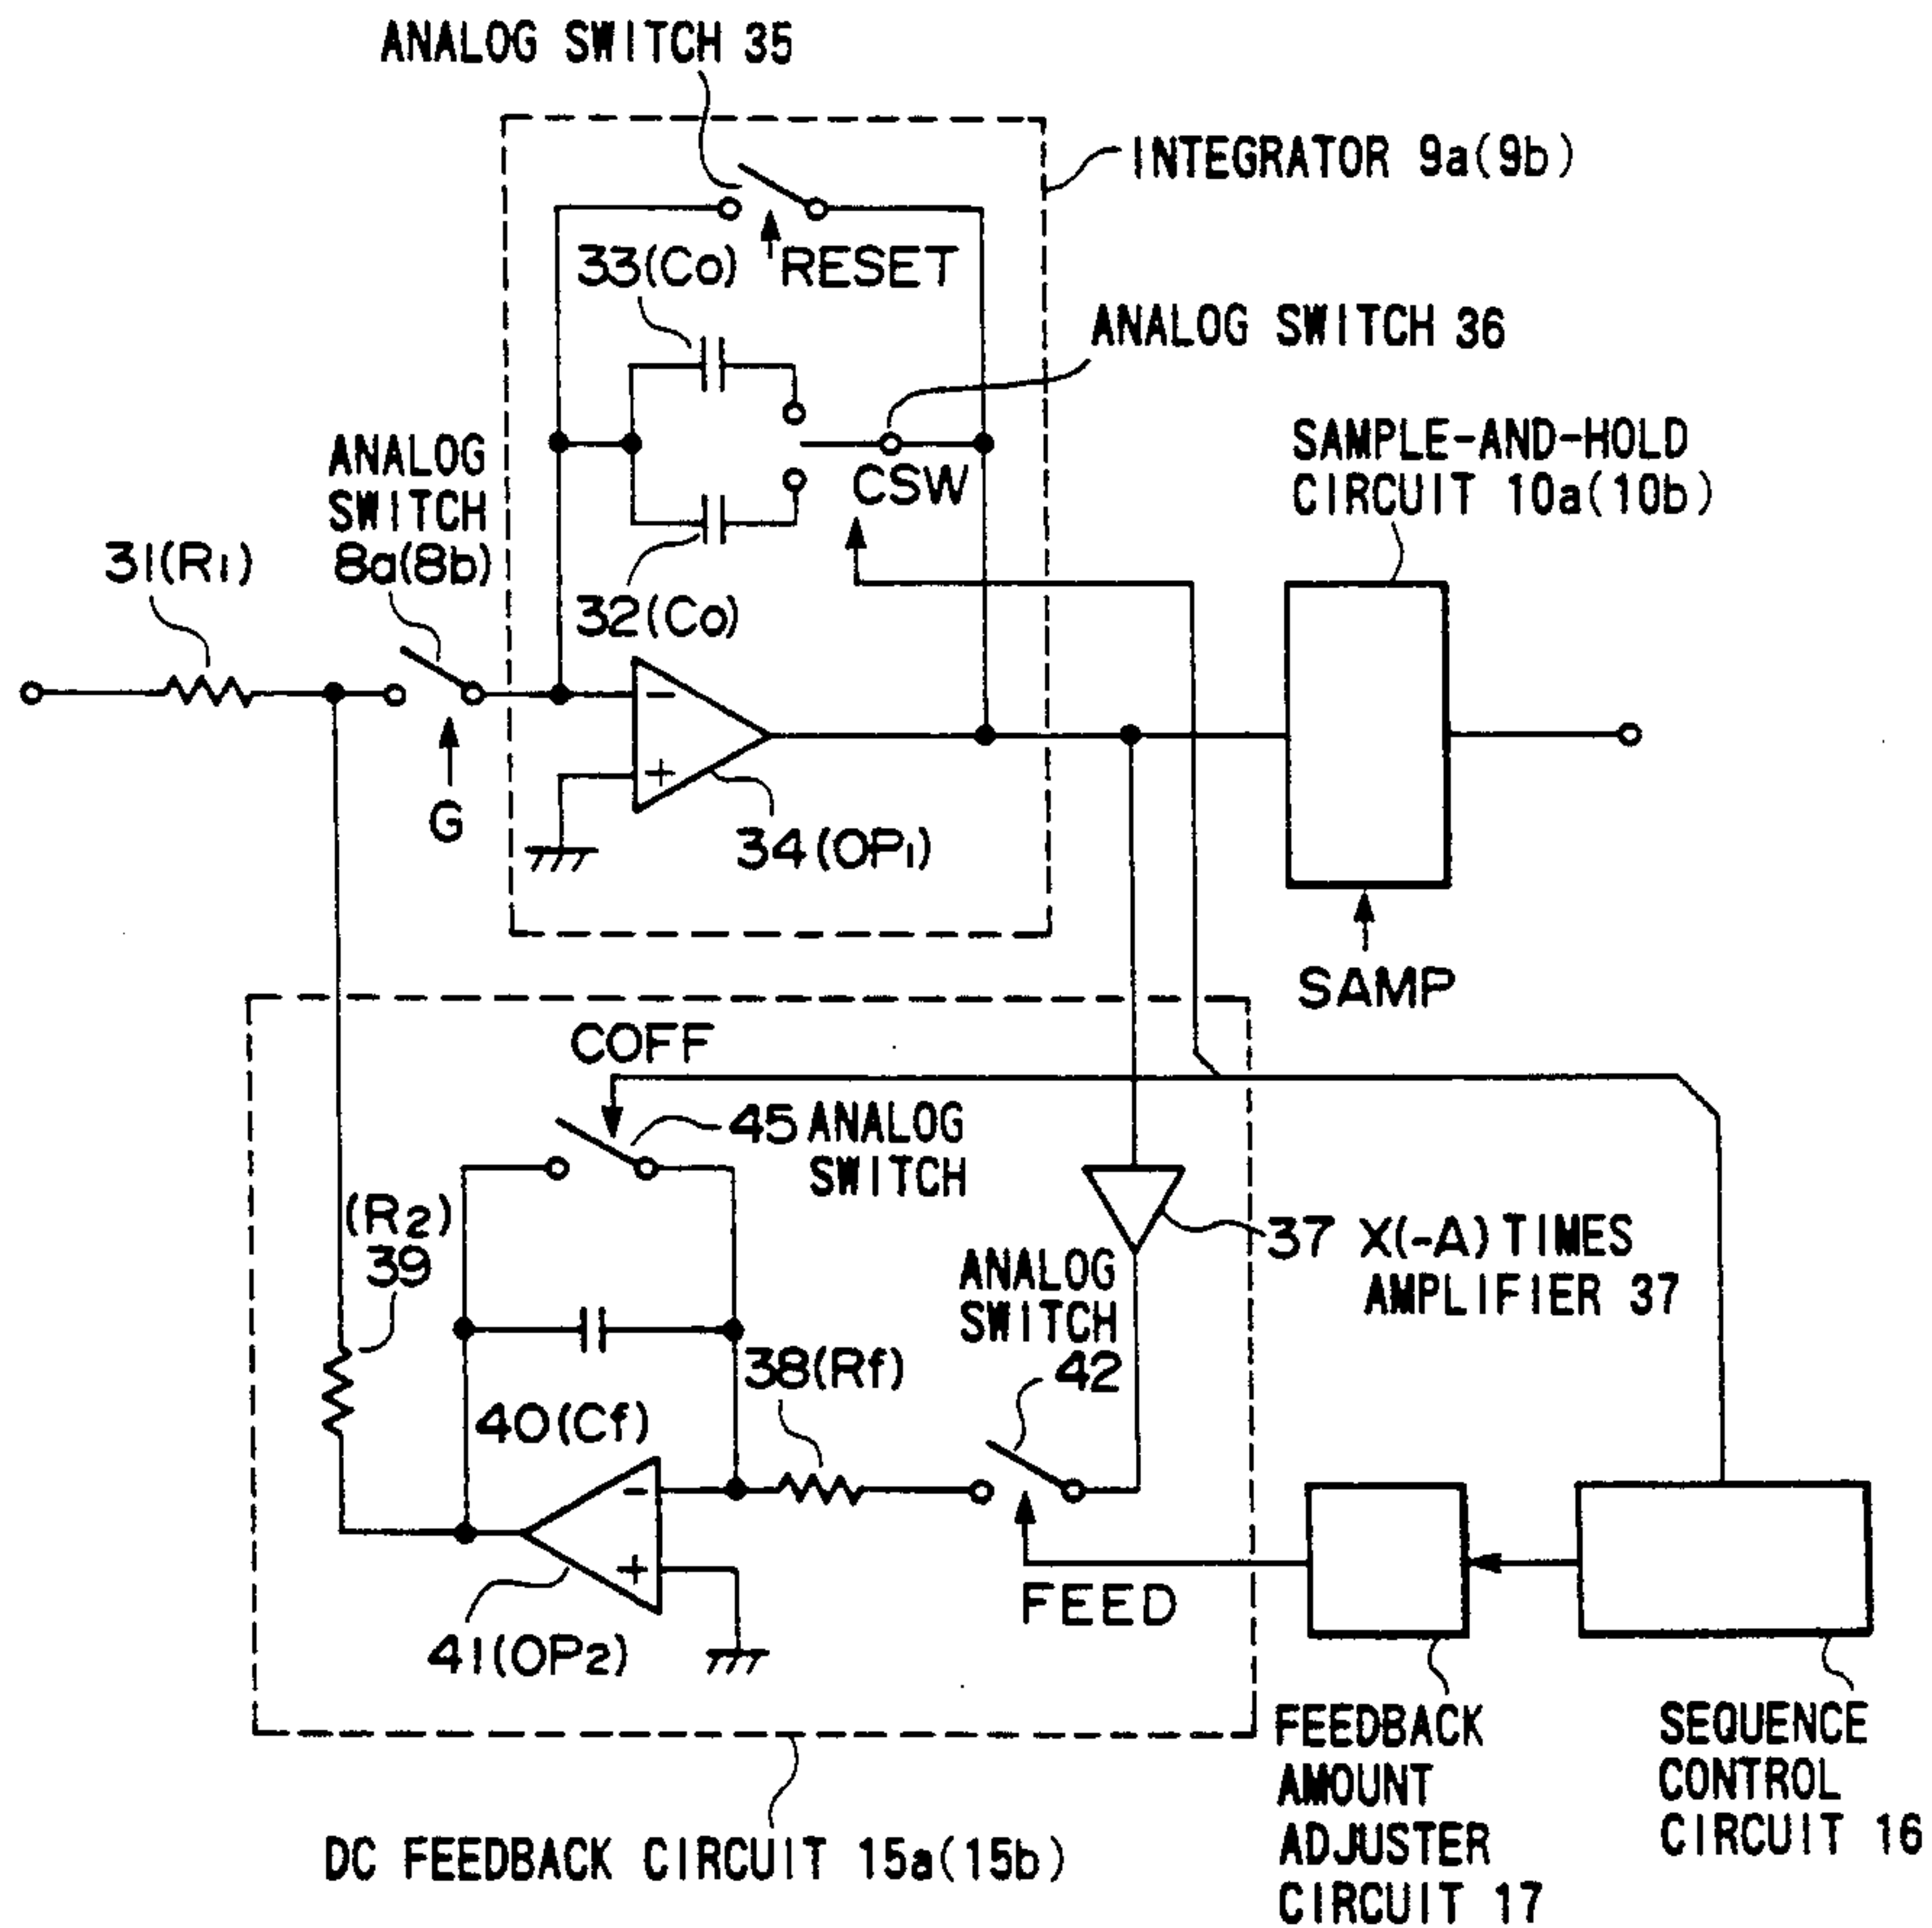 ANALOG SWITCH 35
INTEGRATOR 9a(9b)
33(Co)
RESET
ANALOG SWITCH 36
ANALOG
SWITCH
8a(8b)
CSW
SAMPLE-AND-HOLD
CIRCUIT 10a(10b)
31(R1)
32(Co)
-
+
G
34(OP1)
SAMP
COFF
45 ANALOG
SWITCH
(R2)
39
37 X(-A) TIMES
AMPLIFIER 37
ANALOG
SWITCH
42
38(Rf)
40(Cf)
-
+
FEED
41(OP2)
FEEDBACK
AMOUNT
ADJUSTER
CIRCUIT 17
SEQUENCE
CONTROL
CIRCUIT 16
DC FEEDBACK CIRCUIT 15a(15b)